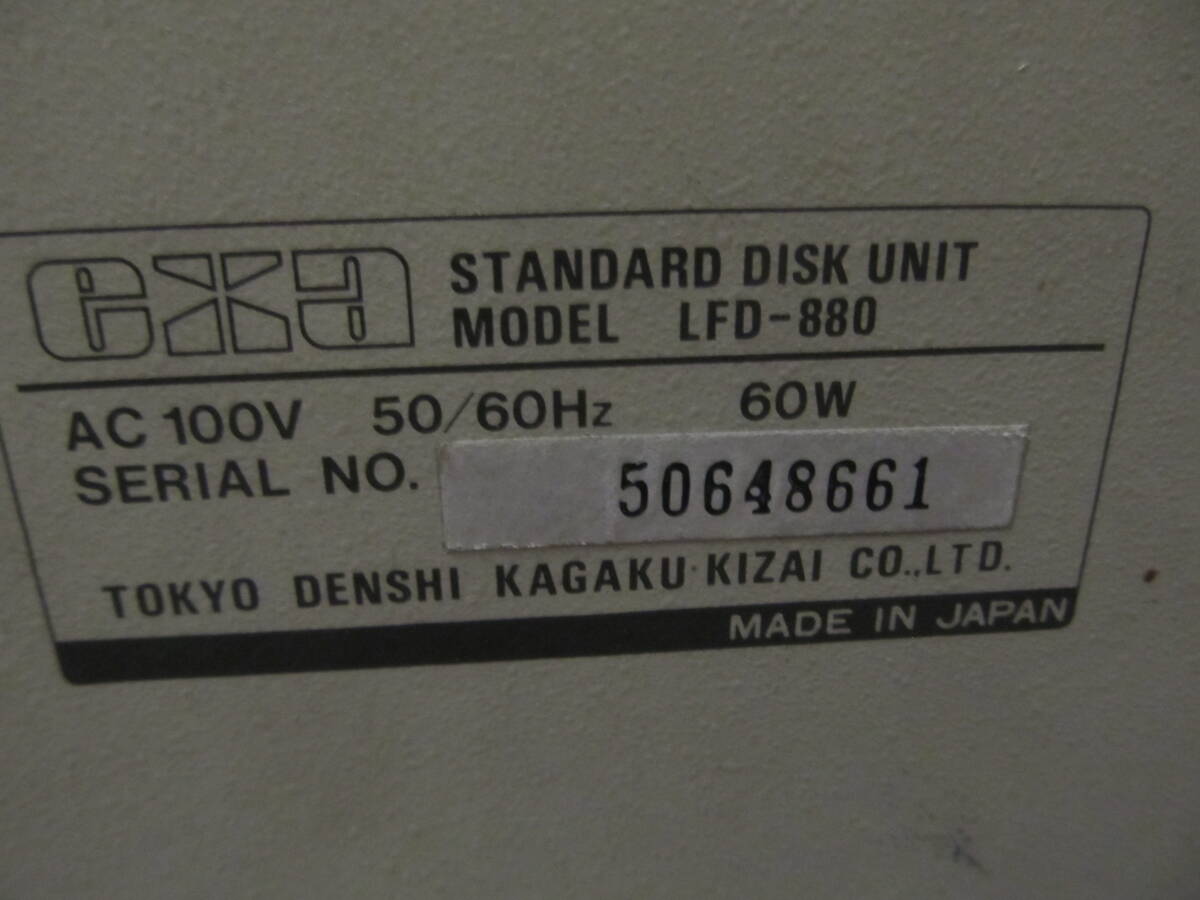 exa
STANDARD DISK UNIT
MODEL LFD-880
AC 100V 50/60Hz 60W
SERIAL NO. 50648661
TOKYO DENSHI KAGAKU·KIZAI CO.,LTD.
MADE IN JAPAN